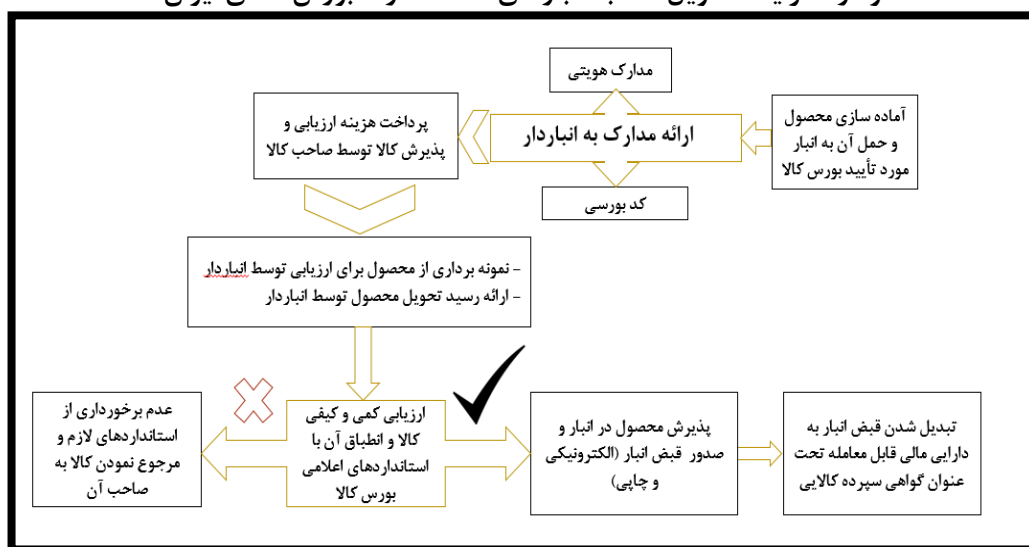 آماده سازی محصول
و حمل آن به انبار
مورد تأیید بورس کالا
مدارک هویتی
ارائه مدارک به انباردار
کد بورسی
پرداخت هزینه ارزیابی و
پذیرش کالا توسط صاحب کالا
- نمونه برداری از محصول برای ارزیابی توسط انباردار
- ارائه رسید تحویل محصول توسط انباردار
ارزیابی کمی و کیفی
کالا و انطباق آن با
استانداردهای اعلامی
بورس کالا
عدم برخورداری از
استانداردهای لازم و
مرجوع نمودن کالا به
صاحب آن
پذیرش محصول در انبار و
صدور قبض انبار (الکترونیکی
و چاپی)
تبدیل شدن قبض انبار به
دارایی مالی قابل معامله تحت
عنوان گواهی سپرده کالایی